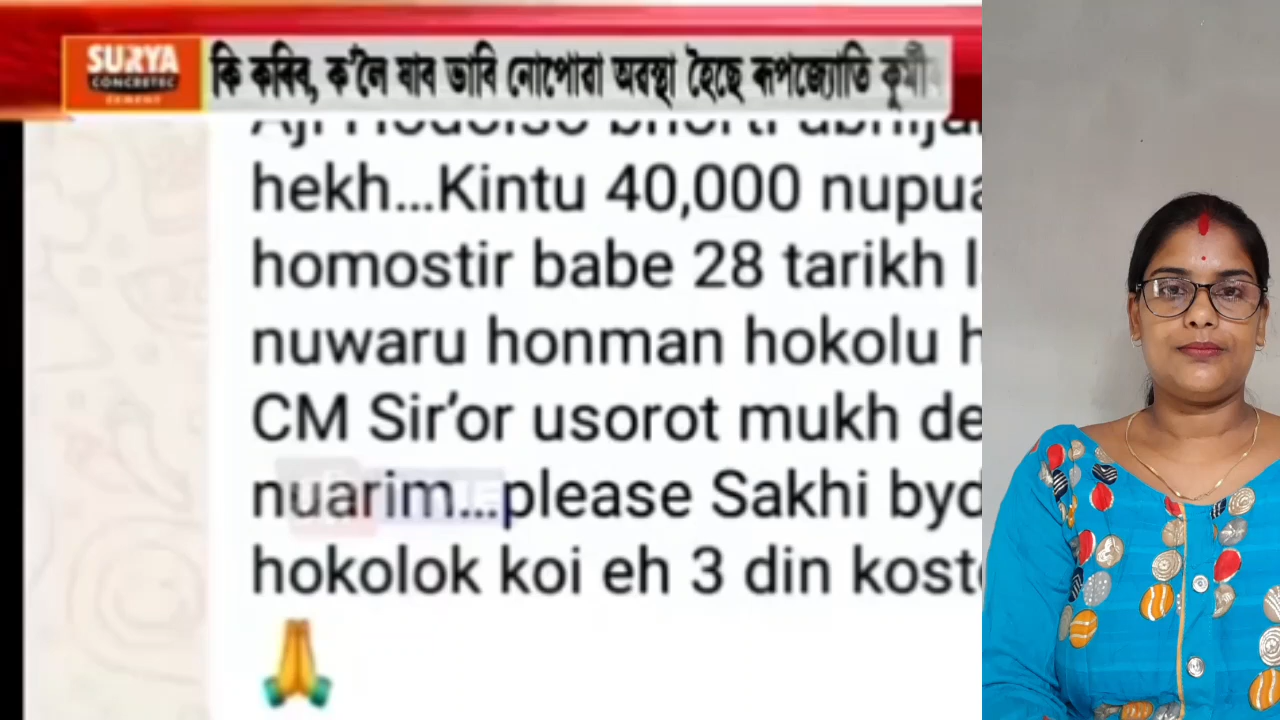 SURYA
CONCRETEC
CEMENT
কি কৰিব, ক'লৈ যাব ভাবি নোপোৱা অৱস্থা হৈছে ৰূপজ্যোতি কুৰ্মীৰ
hekh...Kintu 40,000 nupua
homostir babe 28 tarikh l
nuwaru honman hokolu h
CM Sir'or usorot mukh de
nuarim...please Sakhi byd
hokolok koi eh 3 din kost